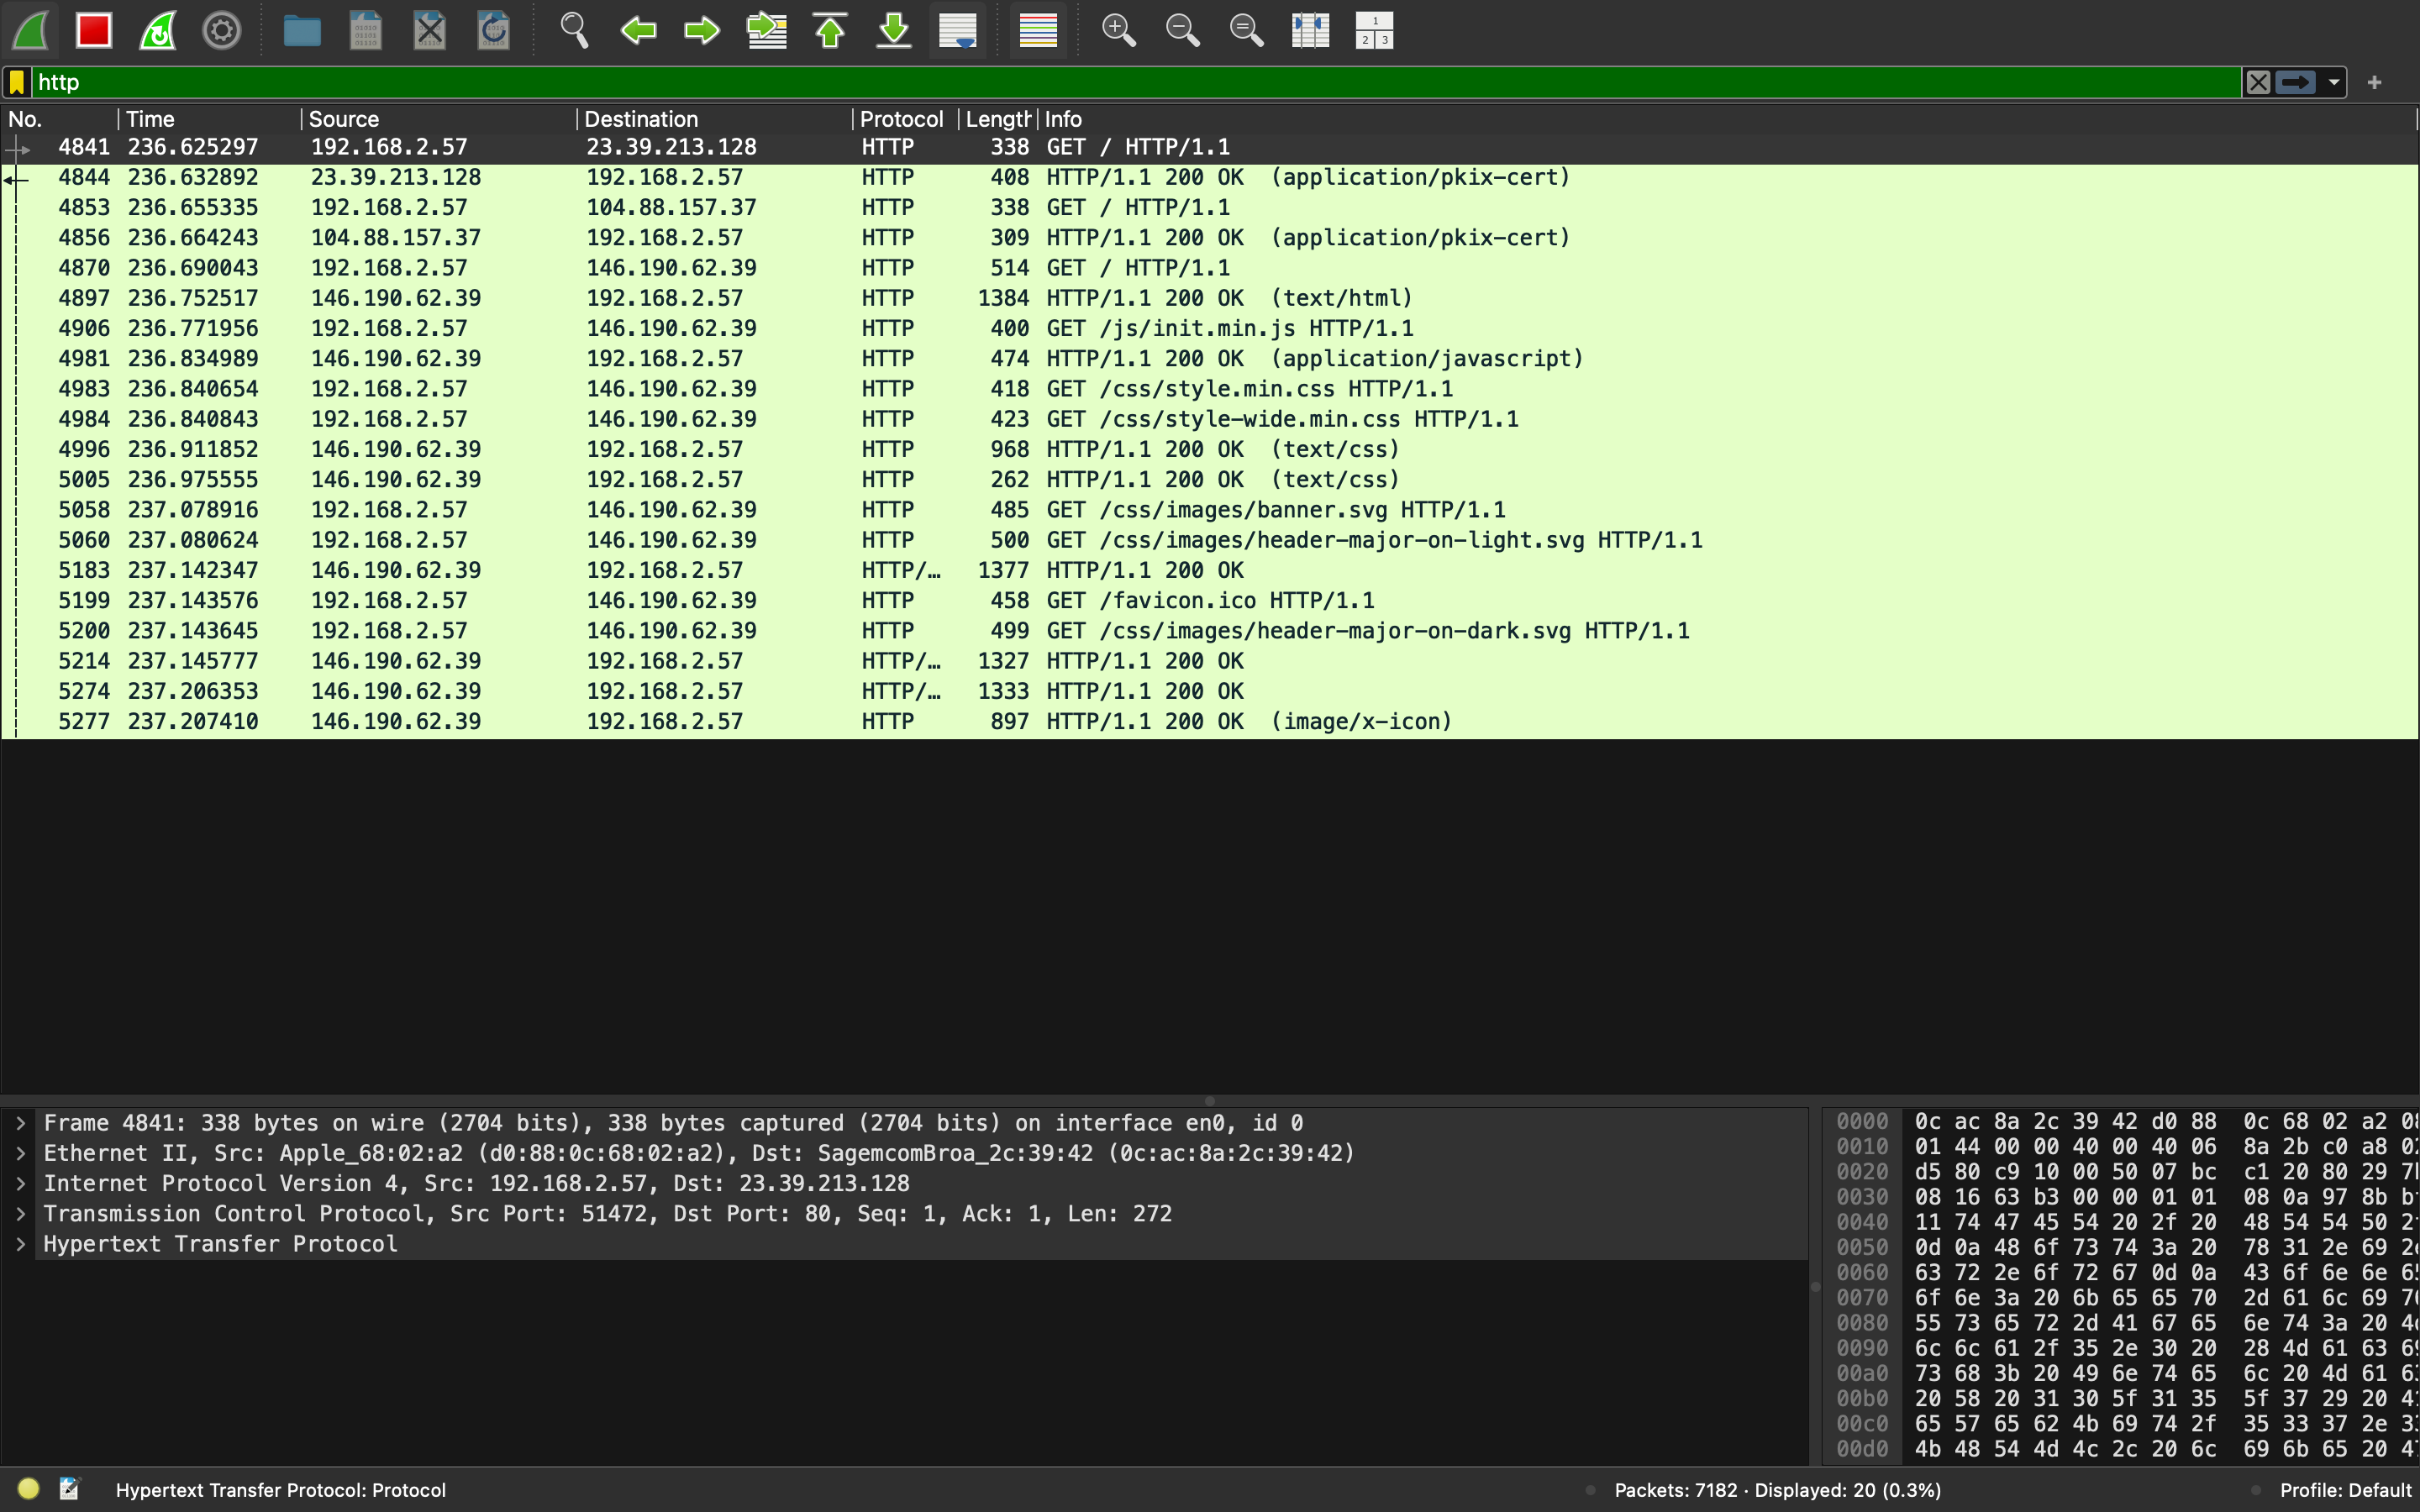 http
No. Time Source Destination Protocol Length Info
4841 236.625297 192.168.2.57 23.39.213.128 HTTP 338 GET / HTTP/1.1
4844 236.632892 23.39.213.128 192.168.2.57 HTTP 408 HTTP/1.1 200 OK (application/pkix-cert)
4853 236.655335 192.168.2.57 104.88.157.37 HTTP 338 GET / HTTP/1.1
4856 236.664243 104.88.157.37 192.168.2.57 HTTP 309 HTTP/1.1 200 OK (application/pkix-cert)
4870 236.690043 192.168.2.57 146.190.62.39 HTTP 514 GET / HTTP/1.1
4897 236.752517 146.190.62.39 192.168.2.57 HTTP 1384 HTTP/1.1 200 OK (text/html)
4906 236.771956 192.168.2.57 146.190.62.39 HTTP 400 GET /js/init.min.js HTTP/1.1
4981 236.834989 146.190.62.39 192.168.2.57 HTTP 474 HTTP/1.1 200 OK (application/javascript)
4983 236.840654 192.168.2.57 146.190.62.39 HTTP 418 GET /css/style.min.css HTTP/1.1
4984 236.840843 192.168.2.57 146.190.62.39 HTTP 423 GET /css/style-wide.min.css HTTP/1.1
4996 236.911852 146.190.62.39 192.168.2.57 HTTP 968 HTTP/1.1 200 OK (text/css)
5005 236.975555 146.190.62.39 192.168.2.57 HTTP 262 HTTP/1.1 200 OK (text/css)
5058 237.078916 192.168.2.57 146.190.62.39 HTTP 485 GET /css/images/banner.svg HTTP/1.1
5060 237.080624 192.168.2.57 146.190.62.39 HTTP 500 GET /css/images/header-major-on-light.svg HTTP/1.1
5183 237.142347 146.190.62.39 192.168.2.57 HTTP/… 1377 HTTP/1.1 200 OK
5199 237.143576 192.168.2.57 146.190.62.39 HTTP 458 GET /favicon.ico HTTP/1.1
5200 237.143645 192.168.2.57 146.190.62.39 HTTP 499 GET /css/images/header-major-on-dark.svg HTTP/1.1
5214 237.145777 146.190.62.39 192.168.2.57 HTTP/… 1327 HTTP/1.1 200 OK
5274 237.206353 146.190.62.39 192.168.2.57 HTTP/… 1333 HTTP/1.1 200 OK
5277 237.207410 146.190.62.39 192.168.2.57 HTTP 897 HTTP/1.1 200 OK (image/x-icon)
Frame 4841: 338 bytes on wire (2704 bits), 338 bytes captured (2704 bits) on interface en0, id 0
Ethernet II, Src: Apple_68:02:a2 (d0:88:0c:68:02:a2), Dst: SagemcomBroa_2c:39:42 (0c:ac:8a:2c:39:42)
Internet Protocol Version 4, Src: 192.168.2.57, Dst: 23.39.213.128
Transmission Control Protocol, Src Port: 51472, Dst Port: 80, Seq: 1, Ack: 1, Len: 272
Hypertext Transfer Protocol
0000 0c ac 8a 2c 39 42 d0 88 0c 68 02 a2
0010 01 44 00 00 40 00 40 06 8a 2b c0 a8
0020 d5 80 c9 10 00 50 07 bc c1 20 80 29
0030 08 16 63 b3 00 00 01 01 08 0a 97 8b
0040 11 74 47 45 54 20 2f 20 48 54 54 50
0050 0d 0a 48 6f 73 74 3a 20 78 31 2e 69
0060 63 72 2e 6f 72 67 0d 0a 43 6f 6e 6e
0070 6f 6e 3a 20 6b 65 65 70 2d 61 6c 69
0080 55 73 65 72 2d 41 67 65 6e 74 3a 20
0090 6c 6c 61 2f 35 2e 30 20 28 4d 61 63
00a0 73 68 3b 20 49 6e 74 65 6c 20 4d 61
00b0 20 58 20 31 30 5f 31 35 5f 37 29 20
00c0 65 57 65 62 4b 69 74 2f 35 33 37 2e
00d0 4b 48 54 4d 4c 2c 20 6c 69 6b 65 20
Hypertext Transfer Protocol: Protocol
Packets: 7182 · Displayed: 20 (0.3%)
Profile: Default